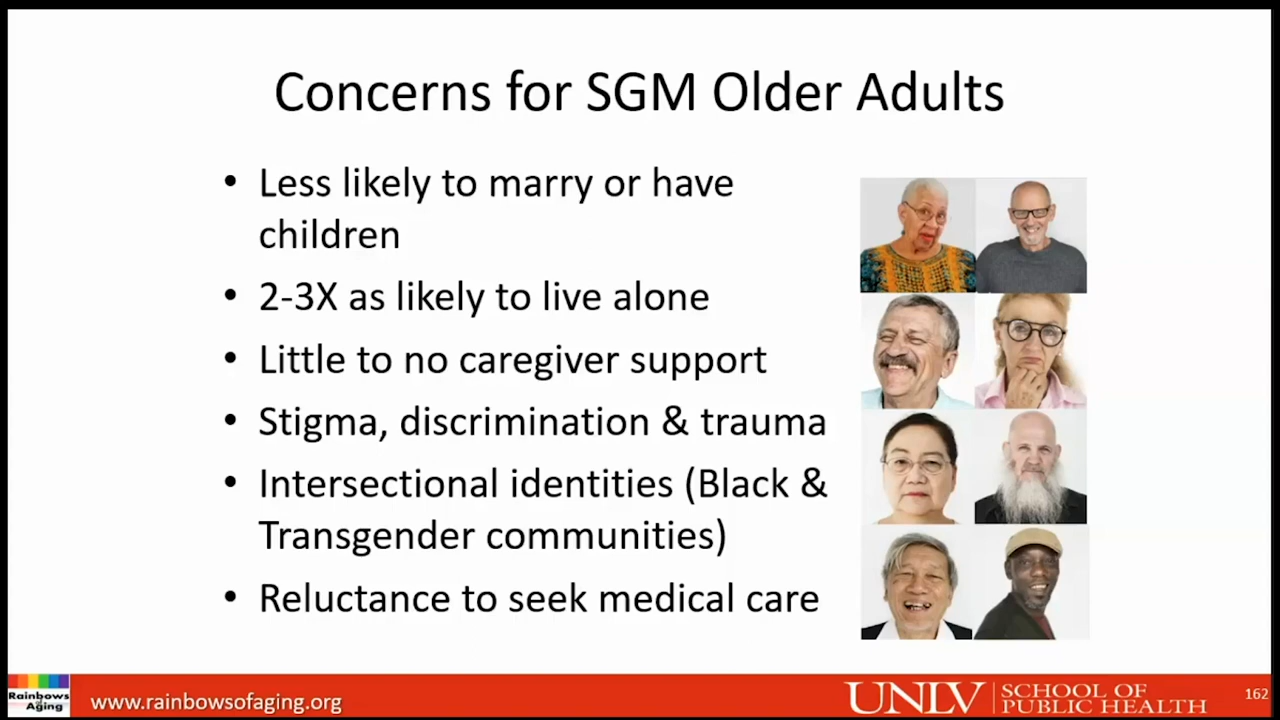 Concerns for SGM Older Adults
• Less likely to marry or have
children
• 2-3X as likely to live alone
• Little to no caregiver support
• Stigma, discrimination & trauma
• Intersectional identities (Black &
Transgender communities)
• Reluctance to seek medical care
Rainbows
of
Aging
www.rainbowsofaging.org
UNLV
SCHOOL OF
PUBLIC HEALTH
162